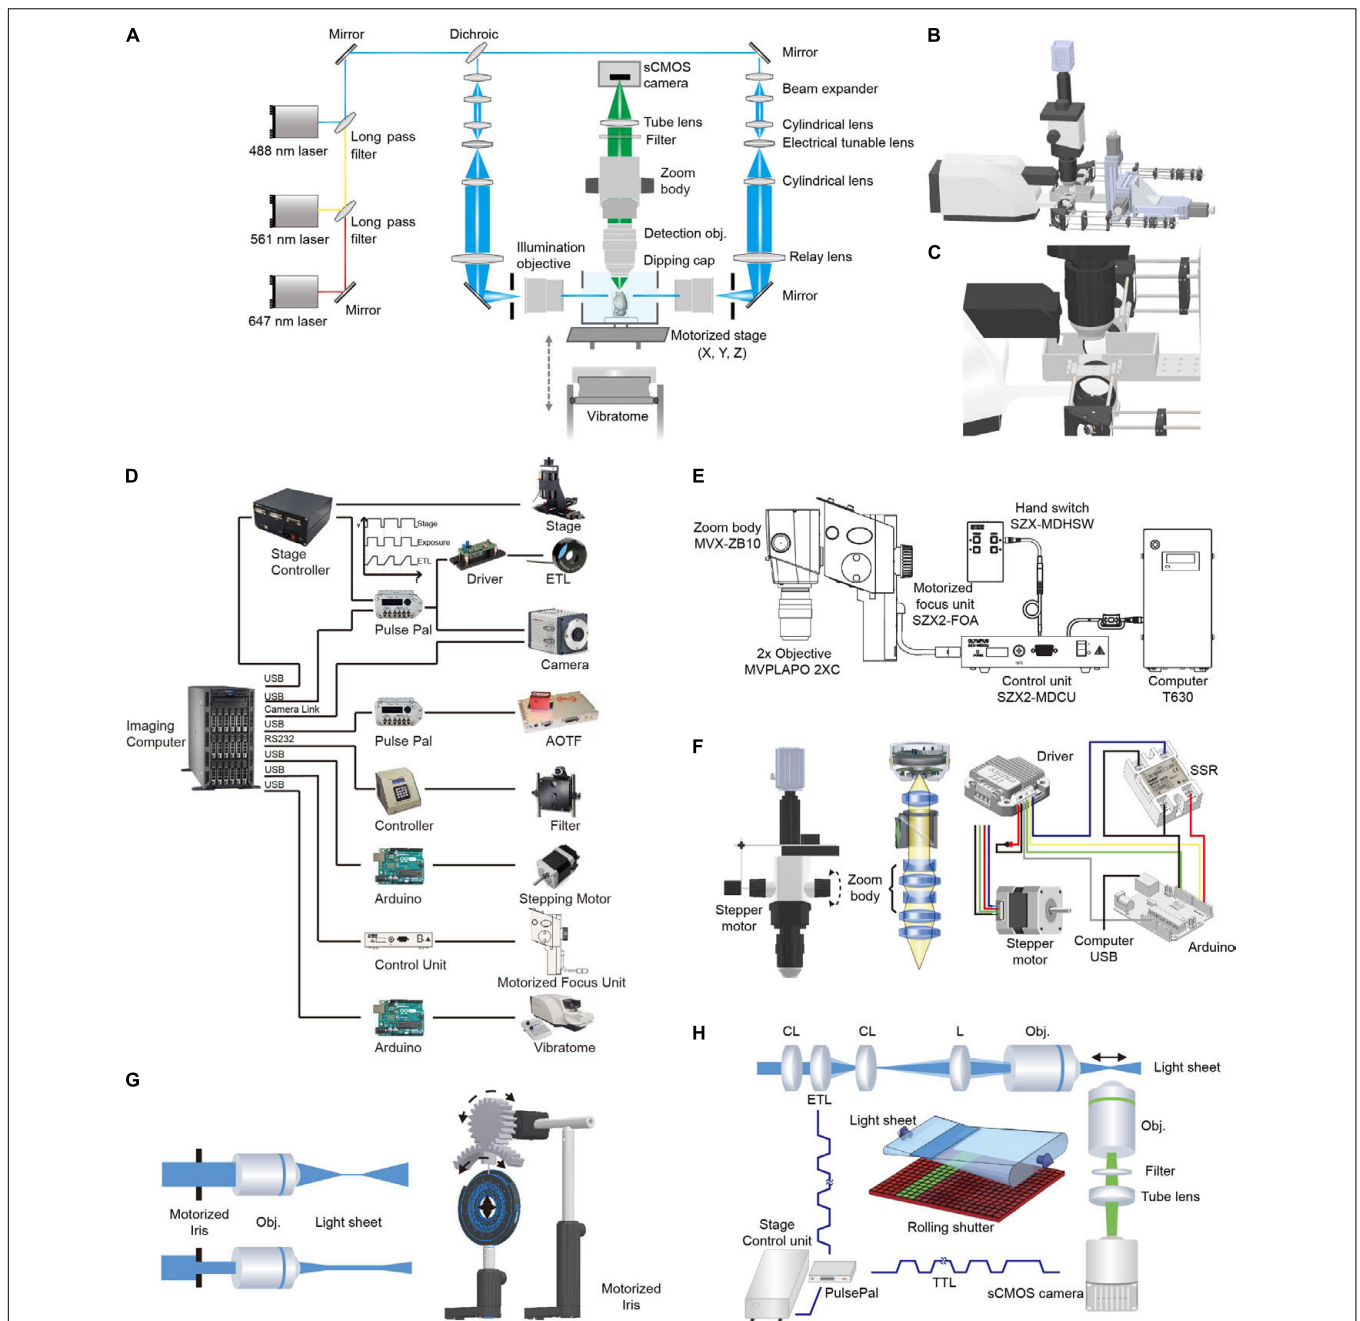 A
Mirror
Dichroic
Mirror
sCMOS
camera
Beam expander
Tube lens
Cylindrical lens
Filter
Electrical tunable lens
Long pass
filter
488 nm laser
Zoom
body
Cylindrical lens
Long pass
filter
561 nm laser
Detection obj.
Illumination
objective
Dipping cap
Relay lens
Mirror
Mirror
647 nm laser
Motorized stage
(X, Y, Z)
Vibratome
B
C
D
Stage
Controller
V
Stage
Exposure
ETL
t
Stage
Driver
ETL
Pulse Pal
Camera
USB
USB
Camera Link
USB
RS232
USB
USB
USB
Imaging
Computer
Pulse Pal
AOTF
Controller
Filter
Arduino
Stepping Motor
Control Unit
Motorized Focus Unit
Arduino
Vibratome
E
Hand switch
SZX-MDHSW
Zoom body
MVX-ZB10
Motorized
focus unit
SZX2-FOA
2x Objective
MVPLAPO 2XC
OLYMPUS
Control unit
SZX2-MDCU
Computer
T630
F
Driver
SSR
Stepper
motor
Zoom
body
Stepper
motor
Computer
USB
Arduino
G
Motorized
Iris
Obj.
Light sheet
Motorized
Iris
H
CL
CL
L
Obj.
Light sheet
ETL
Light sheet
Obj.
Filter
Tube lens
Rolling shutter
Stage
Control unit
PulsePal
TTL
sCMOS camera